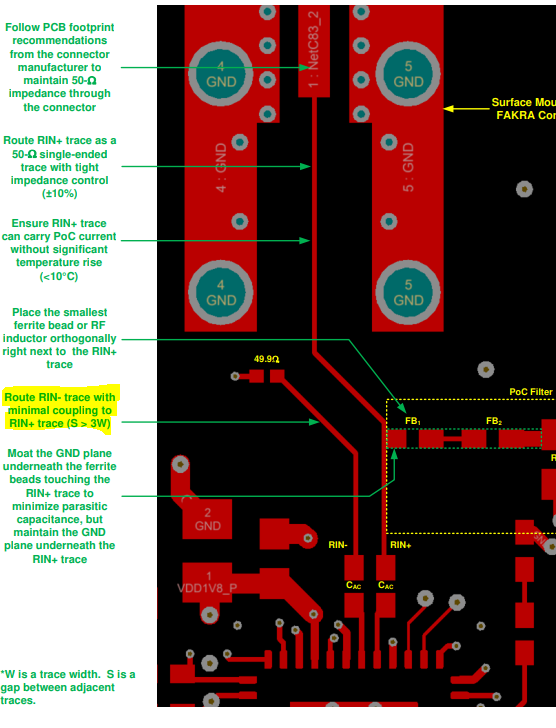 Follow PCB footprint
recommendations
from the connector
manufacturer to
maintain 50-Ω
impedance through
the connector
Route RIN+ trace as a
50-Ω single-ended
trace with tight
impedance control
(±10%)
Ensure RIN+ trace
can carry PoC current
without significant
temperature rise
(<10°C)
Place the smallest
ferrite bead or RF
inductor orthogonally
right next to the RIN+
trace
Route RIN- trace with
minimal coupling to
RIN+ trace (S > 3W)
Moat the GND plane
underneath the ferrite
beads touching the
RIN+ trace to
minimize parasitic
capacitance, but
maintain the GND
plane underneath the
RIN+ trace
*W is a trace width. S is a
gap between adjacent
traces.
4
GND
1 : NetC83_2
5
GND
Surface Mou
FAKRA Con
4 : GND
5 : GND
4
GND
5
GND
49.9Ω
PoC Filter
FB1
FB2
R
2
GND
RIN-
RIN+
1
VDD1V8_P
CAC
CAC